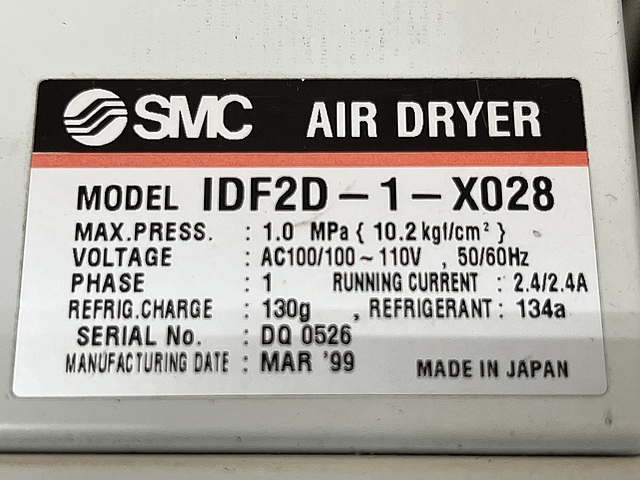 SMC AIR DRYER
MODEL IDF2D-1-X028
MAX.PRESS. : 1.0 MPa { 10.2 kgf/cm² }
VOLTAGE : AC100/100~110V , 50/60Hz
PHASE : 1 RUNNING CURRENT : 2.4/2.4A
REFRIG.CHARGE : 130g , REFRIGERANT : 134a
SERIAL No. : DQ 0526
MANUFACTURING DATE : MAR '99 MADE IN JAPAN